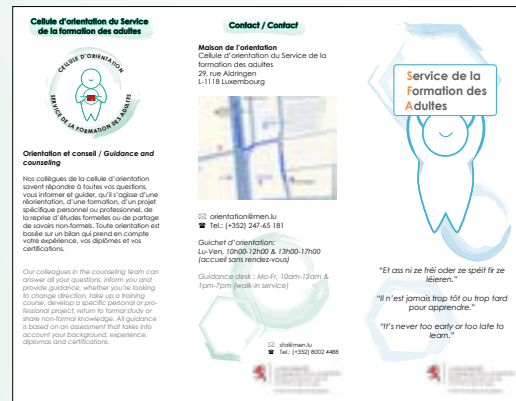 Cellule d'orientation du Service
de la formation des adultes
CELLULE D'ORIENTATION
SERVICE DE LA FORMATION DES ADULTES
Orientation et conseil / Guidance and
counseling
Nos collègues de la cellule d'orientation
savent répondre à toutes vos questions,
vous informer et guider, qu'il s'agisse d'une
réorientation, d'une formation, d'un projet
spécifique personnel ou professionnel, de
la reprise d'études formelles ou de partage
de savoirs non-formels. Toute orientation est
basée sur un bilan qui prend en compte
votre expérience, vos diplômes et vos
certifications.
Our colleagues in the counseling team can
answer all your questions, inform you and
provide guidance, whether you're looking
to change direction, take up a training
course, develop a specific personal or pro-
fessional project, return to formal study or
share non-formal knowledge. All guidance
is based on an assessment that takes into
account your background, experience,
diplomas and certifications.
Contact / Contact
Maison de l'orientation
Cellule d'orientation du Service de la
formation des adultes
29, rue Aldringen
L-1118 Luxembourg
orientation@men.lu
Tel.: (+352) 247-65 181
Guichet d'orientation:
Lu-Ven, 10h00-12h00 & 13h00-17h00
(accueil sans rendez-vous)
Guidance desk : Mo-Fr, 10am-12am &
1pm-7pm (walk-in service)
sfa@men.lu
Tel.: (+352) 8002 4488
Service de la
Formation des
Adultes
"Et ass ni ze fréi oder ze spéit fir ze
léieren."
"Il n'est jamais trop tôt ou trop tard
pour apprendre."
"It's never too early or too late to
learn."